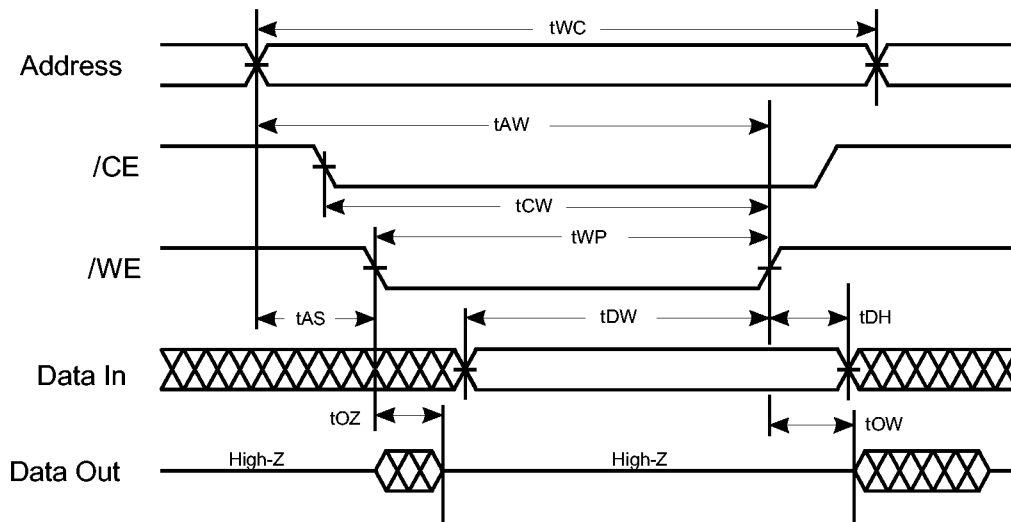 tWC
Address
tAW
/CE
tCW
tWP
/WE
tAS
tDW
tDH
Data In
tOZ
tOW
Data Out
High-Z
High-Z